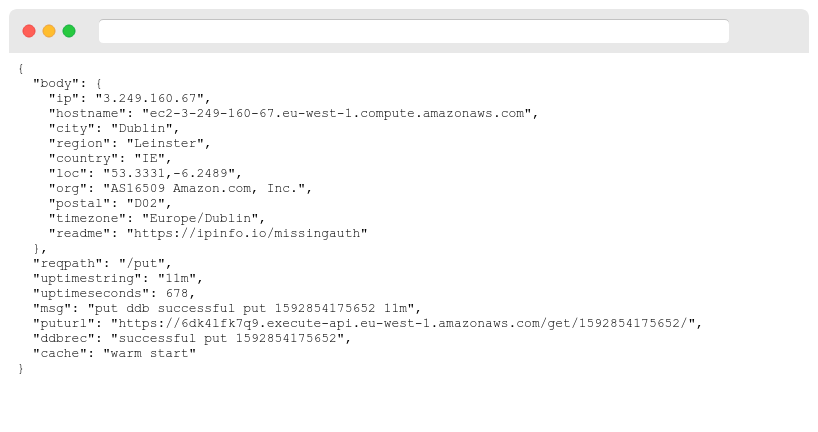 {
"body": {
"ip": "3.249.160.67",
"hostname": "ec2-3-249-160-67.eu-west-1.compute.amazonaws.com",
"city": "Dublin",
"region": "Leinster",
"country": "IE",
"loc": "53.3331,-6.2489",
"org": "AS16509 Amazon.com, Inc.",
"postal": "D02",
"timezone": "Europe/Dublin",
"readme": "https://ipinfo.io/missingauth"
},
"reqpath": "/put",
"uptimestring": "11m",
"uptimeseconds": 678,
"msg": "put ddb successful put 1592854175652 11m",
"puturl": "https://6dk4lfk7q9.execute-api.eu-west-1.amazonaws.com/get/1592854175652/",
"ddbrec": "successful put 1592854175652",
"cache": "warm start"
}